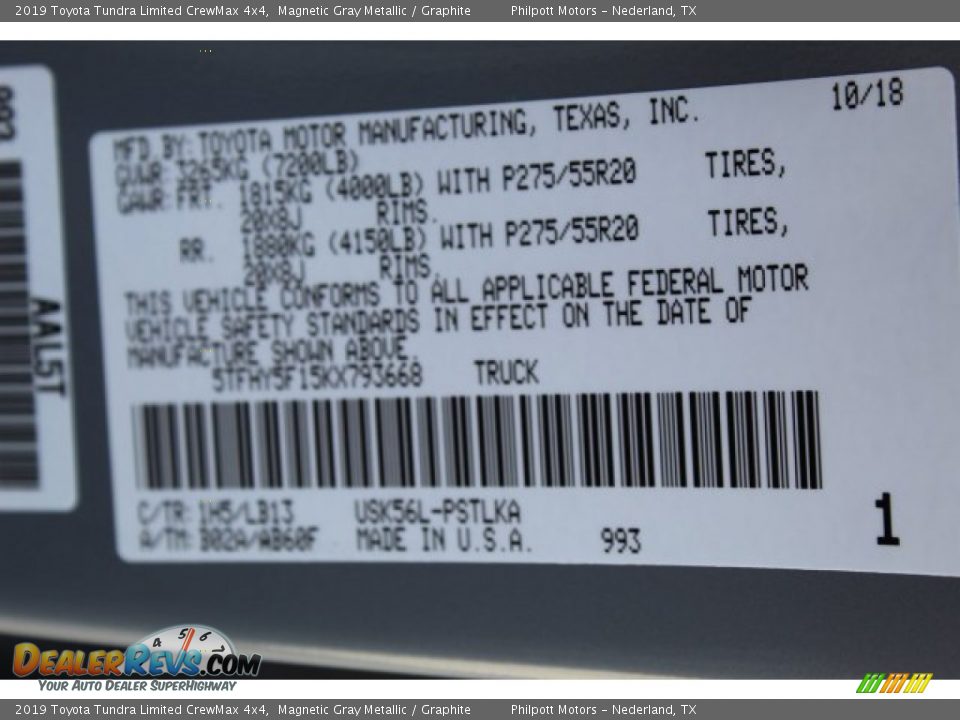 2019 Toyota Tundra Limited CrewMax 4x4, Magnetic Gray Metallic / Graphite Philpott Motors – Nederland, TX
993
AAL5T
10/18
MFD. BY: TOYOTA MOTOR MANUFACTURING, TEXAS, INC.
GVWR: 3265KG (7200LB)
GAWR: FRT. 1815KG (4000LB) WITH P275/55R20 TIRES,
20x8J RIMS.
RR. 1880KG (4150LB) WITH P275/55R20 TIRES,
20x8J RIMS.
THIS VEHICLE CONFORMS TO ALL APPLICABLE FEDERAL MOTOR
VEHICLE SAFETY STANDARDS IN EFFECT ON THE DATE OF
MANUFACTURE SHOWN ABOVE.
5TFHY5F15KX793668 TRUCK
C/TR: 1H5/LB13 USK56L-PSTLKA
A/TM: B02A/AB60F MADE IN U.S.A. 993
1
4 5 6
DEALERREVS.COM
YOUR AUTO DEALER SUPERHIGHWAY
2019 Toyota Tundra Limited CrewMax 4x4, Magnetic Gray Metallic / Graphite Philpott Motors – Nederland, TX